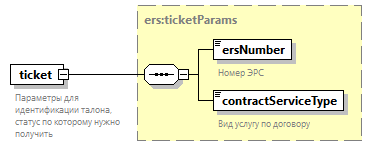 ers:ticketParams
ersNumber
Номер ЭРС
ticket
Параметры для
идентификации талона,
статус по которому нужно
получить
contractServiceType
Вид услугу по договору